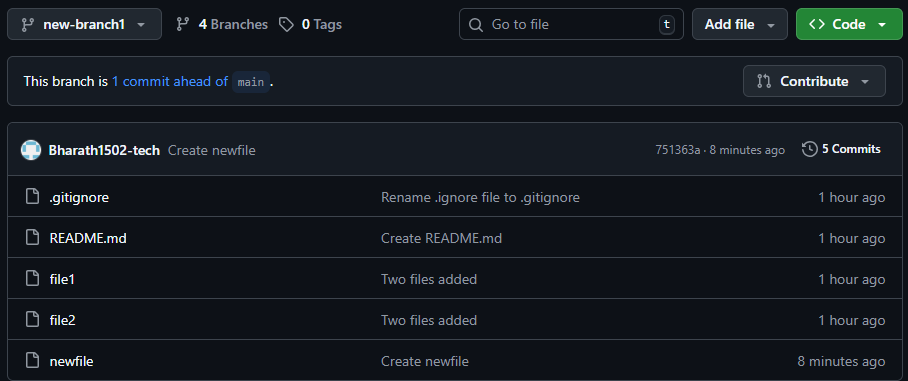 new-branch1 4 Branches 0 Tags Go to file t Add file Code
This branch is 1 commit ahead of main . Contribute
Bharath1502-tech Create newfile 751363a · 8 minutes ago 5 Commits
.gitignore Rename .ignore file to .gitignore 1 hour ago
README.md Create README.md 1 hour ago
file1 Two files added 1 hour ago
file2 Two files added 1 hour ago
newfile Create newfile 8 minutes ago